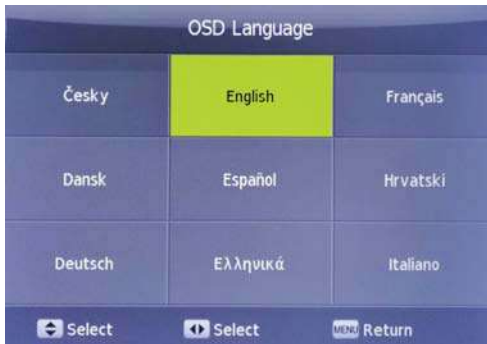 OSD Language
Česky English Français
Dansk Español Hrvatski
Deutsch Ελληνικά Italiano
Select Select MENU Return